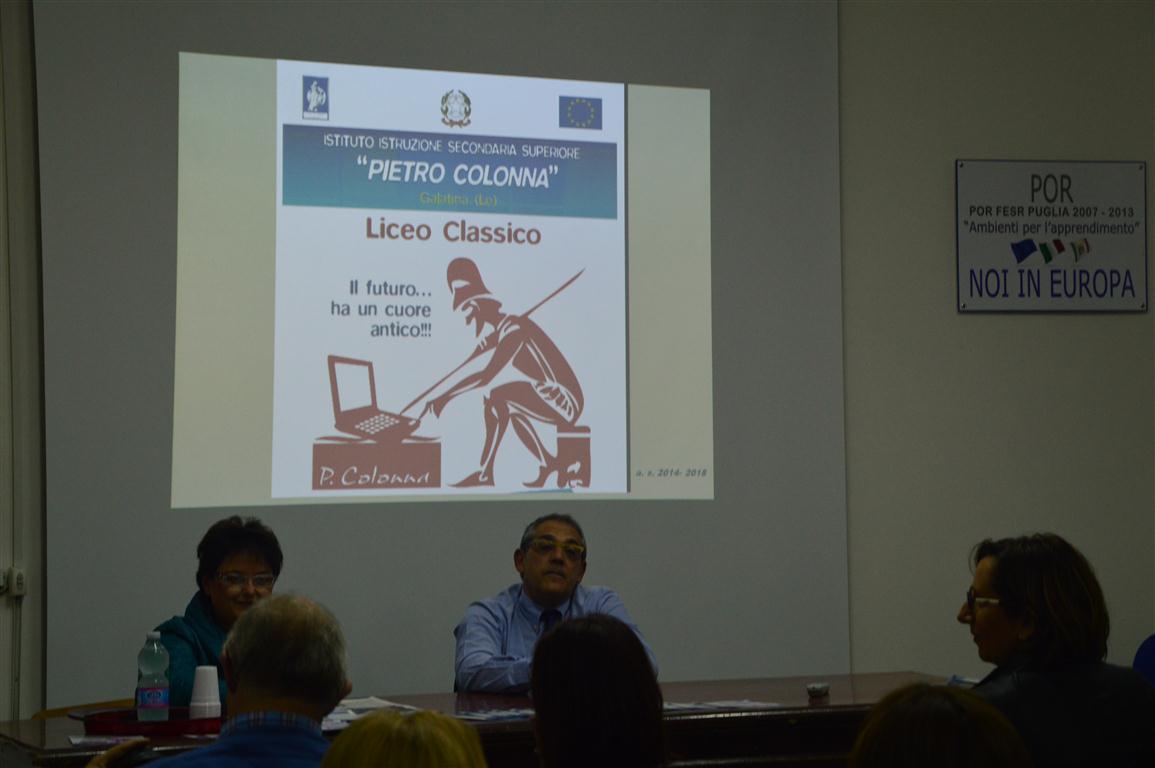 ISTITUTO ISTRUZIONE SECONDARIA SUPERIORE
"PIETRO COLONNA"
Galatina (Le)
Liceo Classico
Il futuro...
ha un cuore
antico!!!
P. Colonna
a. s. 2014- 2015
POR
POR FESR PUGLIA 2007 - 2013
"Ambienti per l'apprendimento"
NOI IN EUROPA